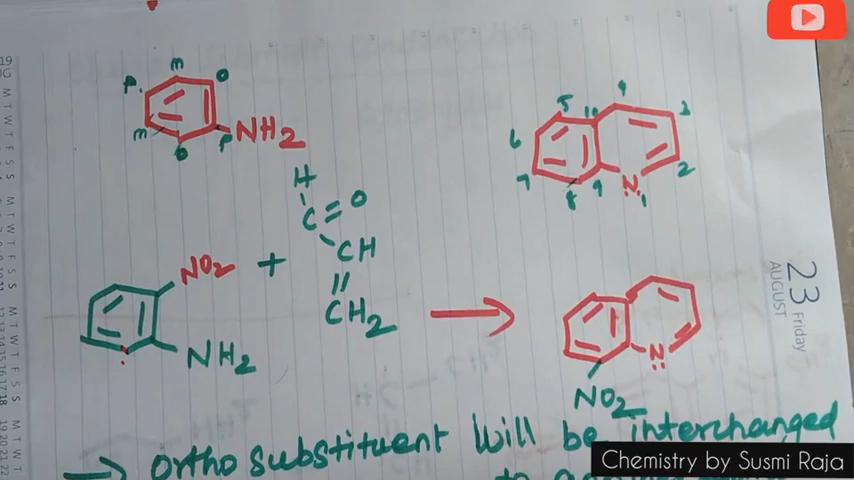 m
P.
O
m
O
P
NH2
H
C=O
CH
CH2
NO2
+
NH2
5
10
4
3
6
7
8
9
N
1
2
N
NO2
23
Friday
AUGUST
→ ortho substituent will be interchanged
Chemistry by Susmi Raja